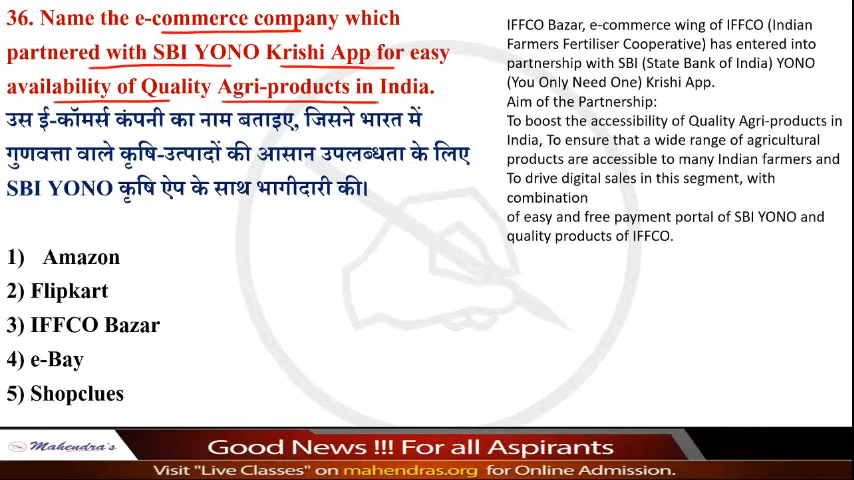 36. Name the e-commerce company which
partnered with SBI YONO Krishi App for easy
availability of Quality Agri-products in India.
उस ई-कॉमर्स कंपनी का नाम बताइए, जिसने भारत में
गुणवत्ता वाले कृषि-उत्पादों की आसान उपलब्धता के लिए
SBI YONO कृषि ऐप के साथ भागीदारी की।
1) Amazon
2) Flipkart
3) IFFCO Bazar
4) e-Bay
5) Shopclues
IFFCO Bazar, e-commerce wing of IFFCO (Indian
Farmers Fertiliser Cooperative) has entered into
partnership with SBI (State Bank of India) YONO
(You Only Need One) Krishi App.
Aim of the Partnership:
To boost the accessibility of Quality Agri-products in
India, To ensure that a wide range of agricultural
products are accessible to many Indian farmers and
To drive digital sales in this segment, with
combination
of easy and free payment portal of SBI YONO and
quality products of IFFCO.
Mahendra's
Good News !!! For all Aspirants
Visit "Live Classes" on mahendras.org for Online Admission.